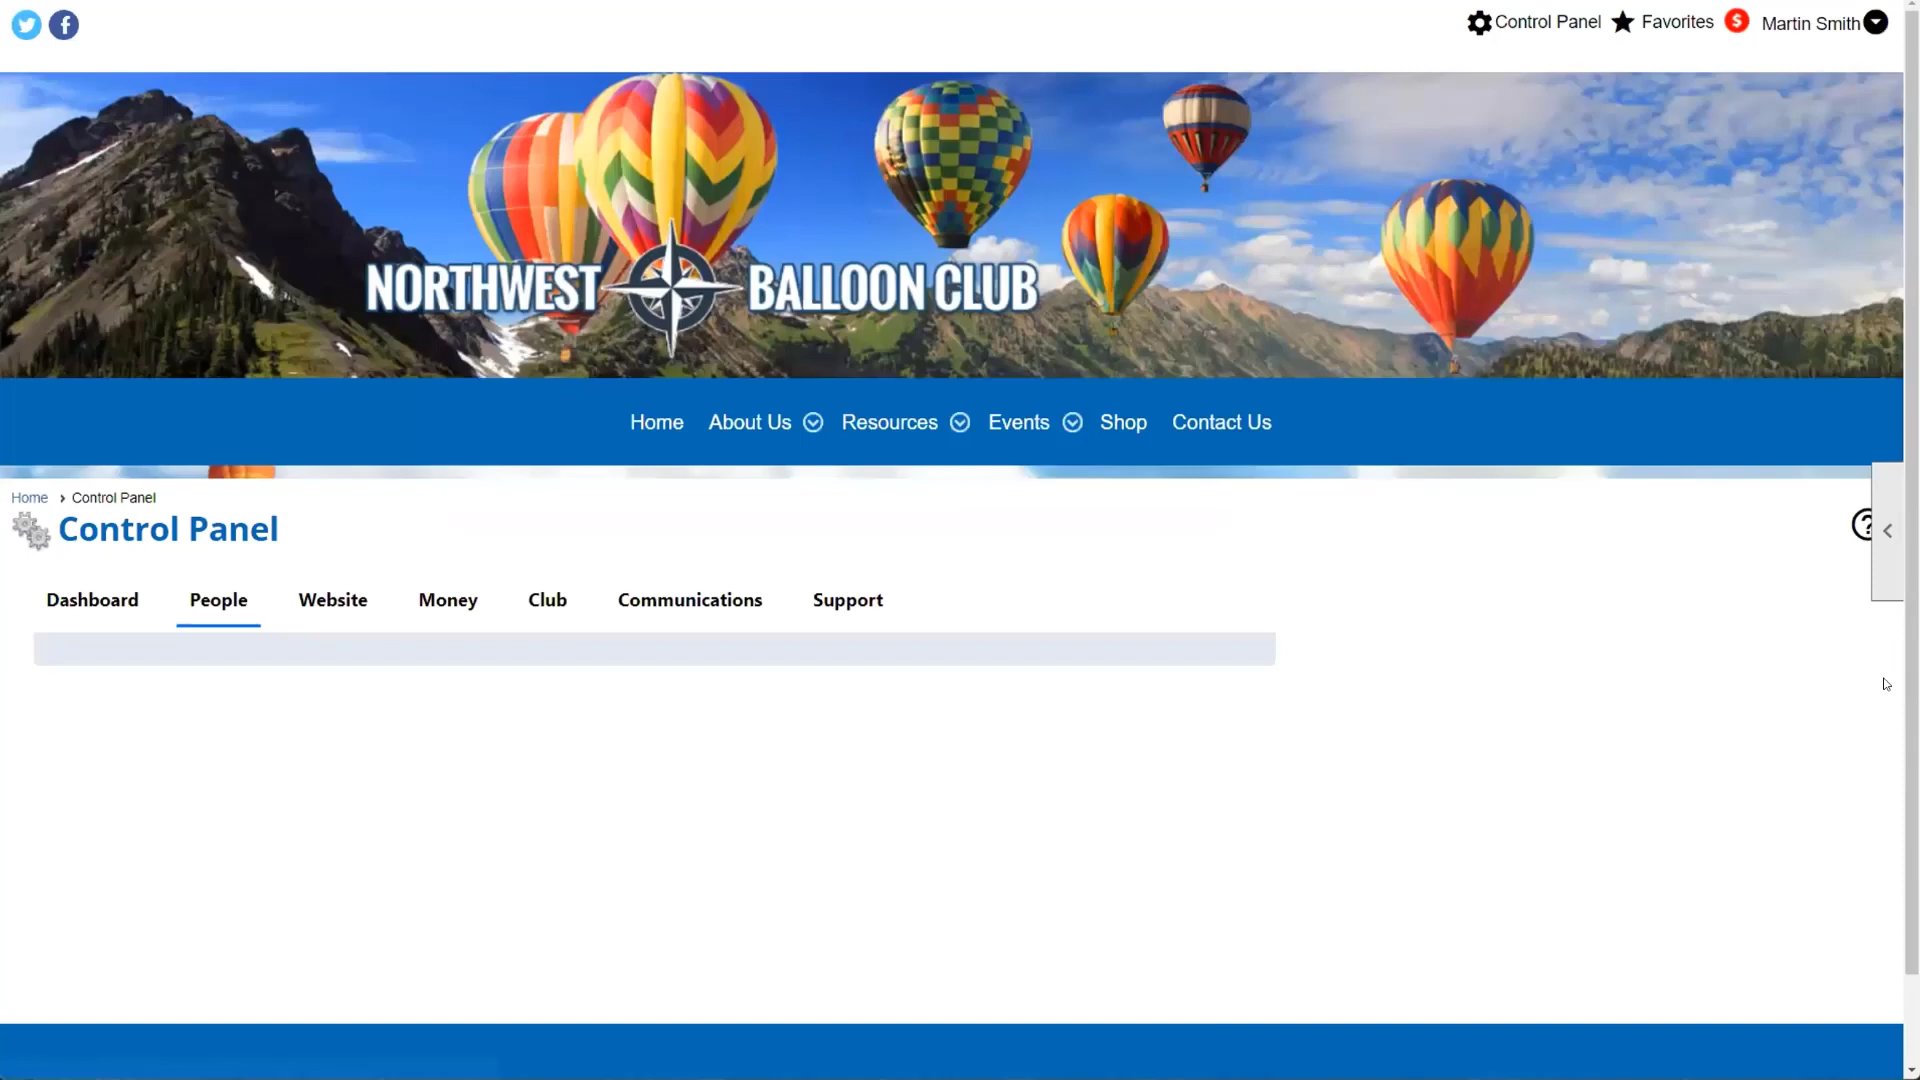 Control Panel Favorites $ Martin Smith
NORTHWEST BALLOON CLUB
Home About Us Resources Events Shop Contact Us
Home › Control Panel
Control Panel
?
Dashboard People Website Money Club Communications Support